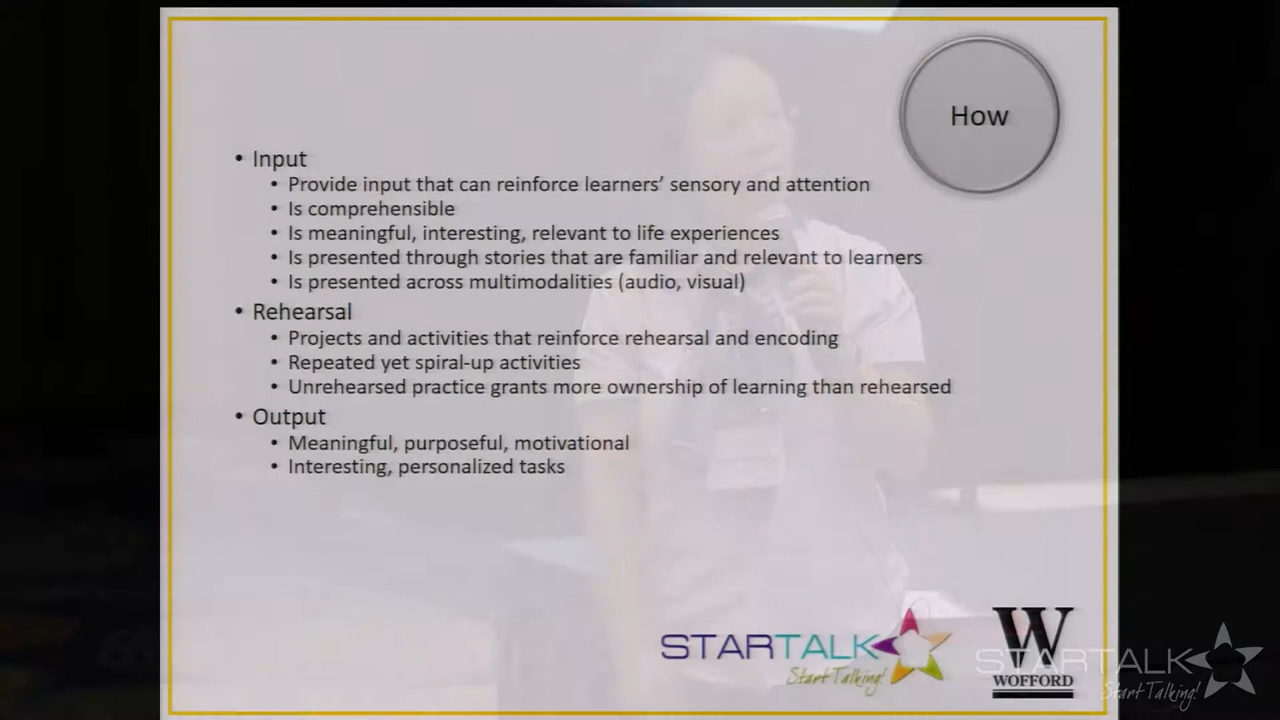 How
• Input
• Provide input that can reinforce learners’ sensory and attention
• Is comprehensible
• Is meaningful, interesting, relevant to life experiences
• Is presented through stories that are familiar and relevant to learners
• Is presented across multimodalities (audio, visual)
• Rehearsal
• Projects and activities that reinforce rehearsal and encoding
• Repeated yet spiral-up activities
• Unrehearsed practice grants more ownership of learning than rehearsed
• Output
• Meaningful, purposeful, motivational
• Interesting, personalized tasks
STARTALK
Start Talking!
W
WOFFORD
STARTALK
Start Talking!